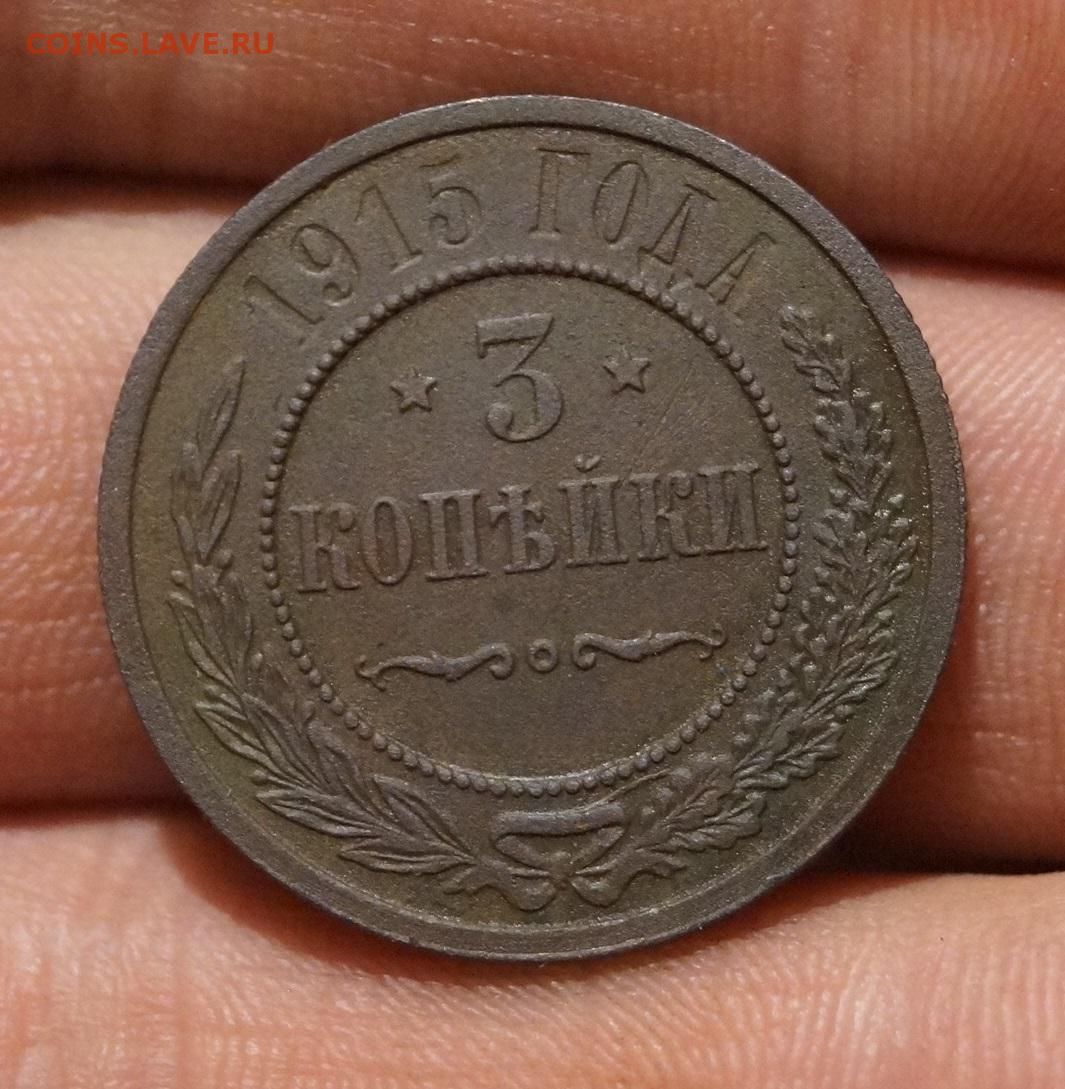 COINS.LAVE.RU
1915 ГОДА
3
КОПѢЙКИ